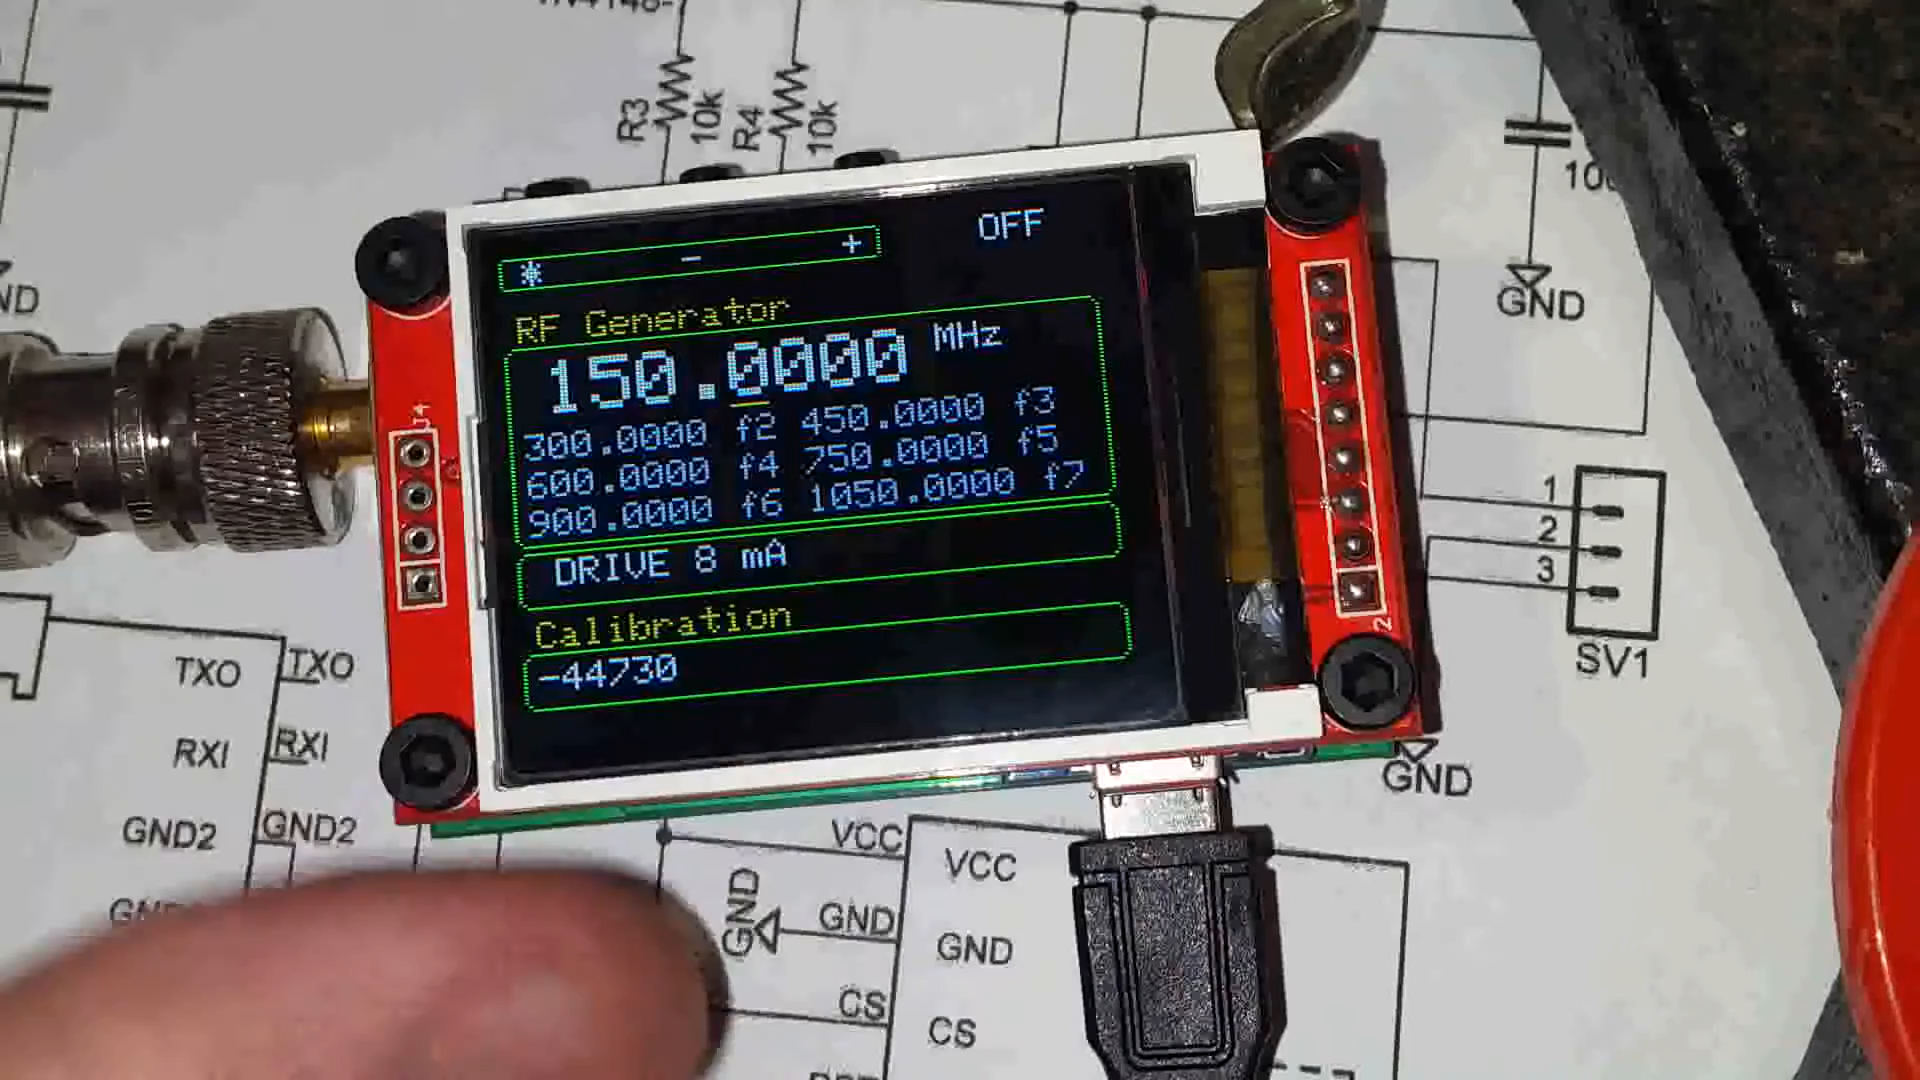 R3
10k
R4
10k
OFF
* - +
RF Generator
150.0000 MHz
300.0000 f2 450.0000 f3
600.0000 f4 750.0000 f5
900.0000 f6 1050.0000 f7
DRIVE 8 mA
Calibration
-44730
J4
GND
1
2
3
SV1
TXO
TXO
RXI
RXI
GND2
GND2
GND
VCC
VCC
GND
GND
GND
CS
CS